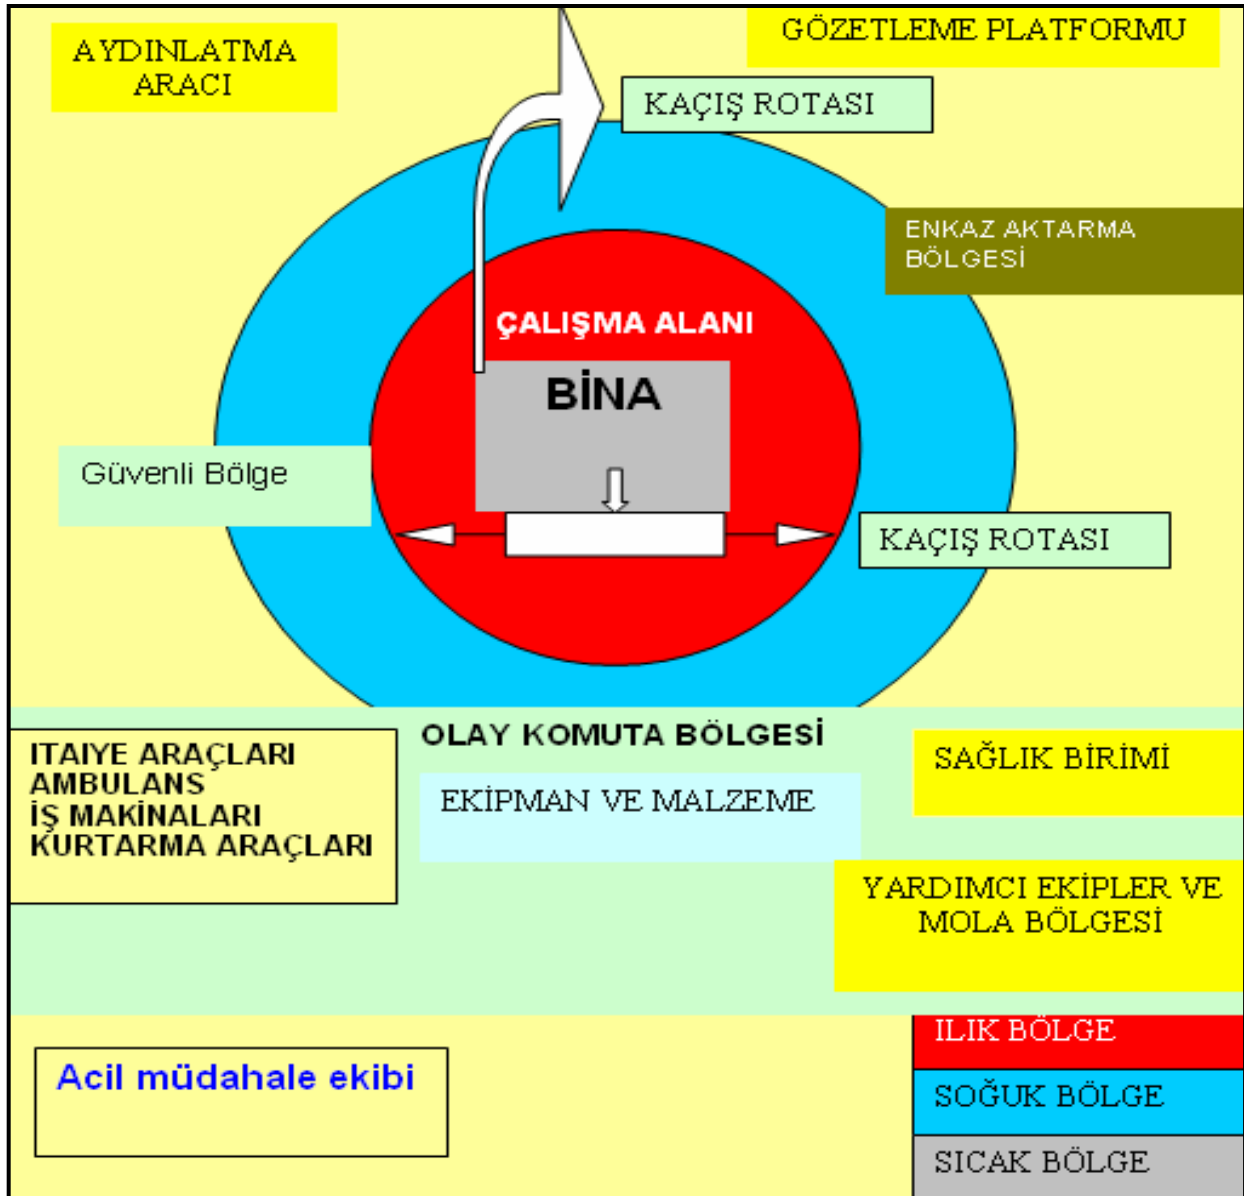 AYDINLATMA
ARACI
GÖZETLEME PLATFORMU
KAÇIŞ ROTASI
ENKAZ AKTARMA
BÖLGESİ
ÇALIŞMA ALANI
BİNA
Güvenli Bölge
KAÇIŞ ROTASI
OLAY KOMUTA BÖLGESİ
ITAIYE ARAÇLARI
AMBULANS
İŞ MAKİNALARI
KURTARMA ARAÇLARI
EKİPMAN VE MALZEME
SAĞLIK BİRİMİ
YARDIMCI EKİPLER VE
MOLA BÖLGESİ
Acil müdahale ekibi
ILIK BÖLGE
SOĞUK BÖLGE
SICAK BÖLGE